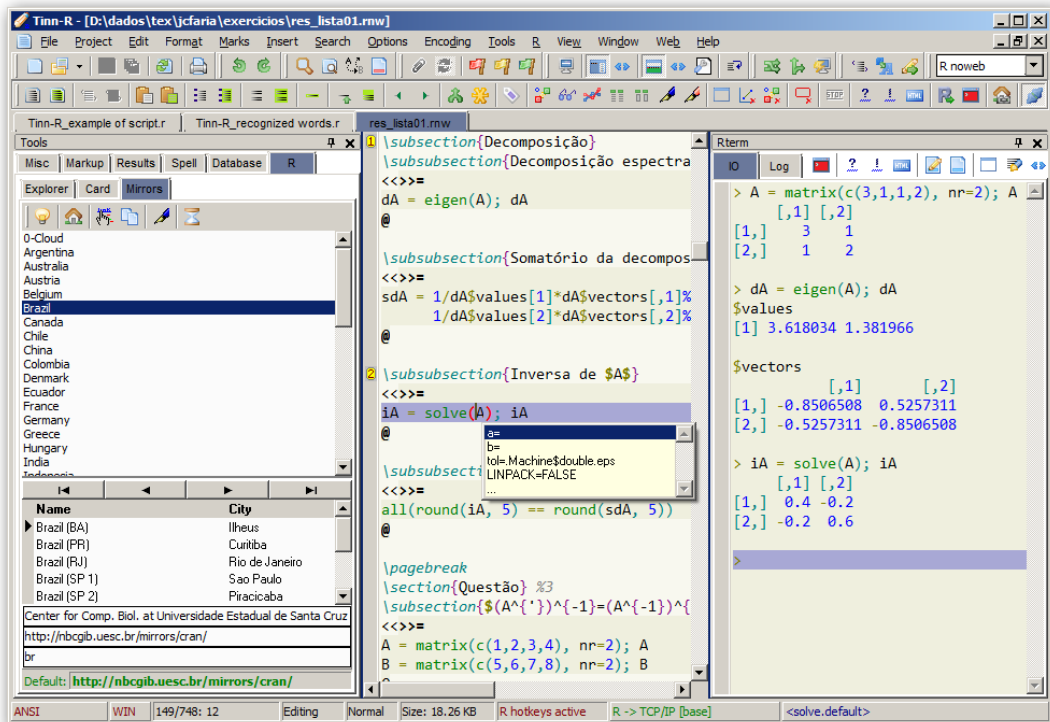 Tinn-R - [D:\dados\tex\jcfaria\exercicios\res_lista01.rnw]
File Project Edit Format Marks Insert Search Options Encoding Tools R View Window Web Help
R noweb
Tinn-R_example of script.r Tinn-R_recognized words.r res_lista01.rnw
Tools
Misc Markup Results Spell Database R
Explorer Card Mirrors
0-Cloud
Argentina
Australia
Austria
Belgium
Brazil
Canada
Chile
China
Colombia
Denmark
Ecuador
France
Germany
Greece
Hungary
India
Indonesia
Name City
Brazil (BA) Ilheus
Brazil (PR) Curitiba
Brazil (RJ) Rio de Janeiro
Brazil (SP 1) Sao Paulo
Brazil (SP 2) Piracicaba
Center for Comp. Biol. at Universidade Estadual de Santa Cruz
http://nbcgib.uesc.br/mirrors/cran/
br
Default: http://nbcgib.uesc.br/mirrors/cran/
1 \subsection{Decomposição}
\subsubsection{Decomposição espectra
<<>>=
dA = eigen(A); dA
@
\subsubsection{Somatório da decompos
<<>>=
sdA = 1/dA$values[1]*dA$vectors[,1]%
1/dA$values[2]*dA$vectors[,2]%
@
2 \subsubsection{Inversa de $A$}
<<>>=
iA = solve(A); iA
@
a=
b=
tol=.Machine$double.eps
LINPACK=FALSE
...
\subsubsecti
<<>>=
all(round(iA, 5) == round(sdA, 5))
@
\pagebreak
\section{Questão} %3
\subsection{$(A^{'})^{-1}=(A^{-1})^{
<<>>=
A = matrix(c(1,2,3,4), nr=2); A
B = matrix(c(5,6,7,8), nr=2); B
Rterm
IO Log
> A = matrix(c(3,1,1,2), nr=2); A
[,1] [,2]
[1,] 3 1
[2,] 1 2
> dA = eigen(A); dA
$values
[1] 3.618034 1.381966
$vectors
[,1] [,2]
[1,] -0.8506508 0.5257311
[2,] -0.5257311 -0.8506508
> iA = solve(A); iA
[,1] [,2]
[1,] 0.4 -0.2
[2,] -0.2 0.6
>
ANSI WIN 149/748: 12 Editing Normal Size: 18.26 KB R hotkeys active R -> TCP/IP [base] <solve.default>